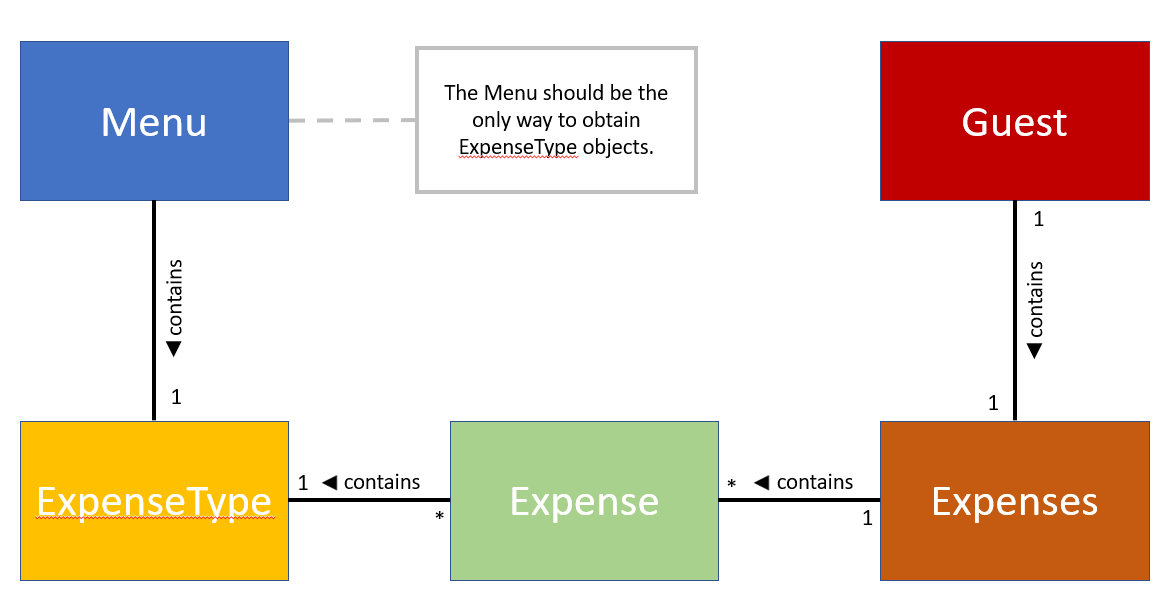 Menu
The Menu should be the
only way to obtain
ExpenseType objects.
Guest
1
contains
contains
1
1
ExpenseType
1
contains
*
Expense
*
contains
1
Expenses